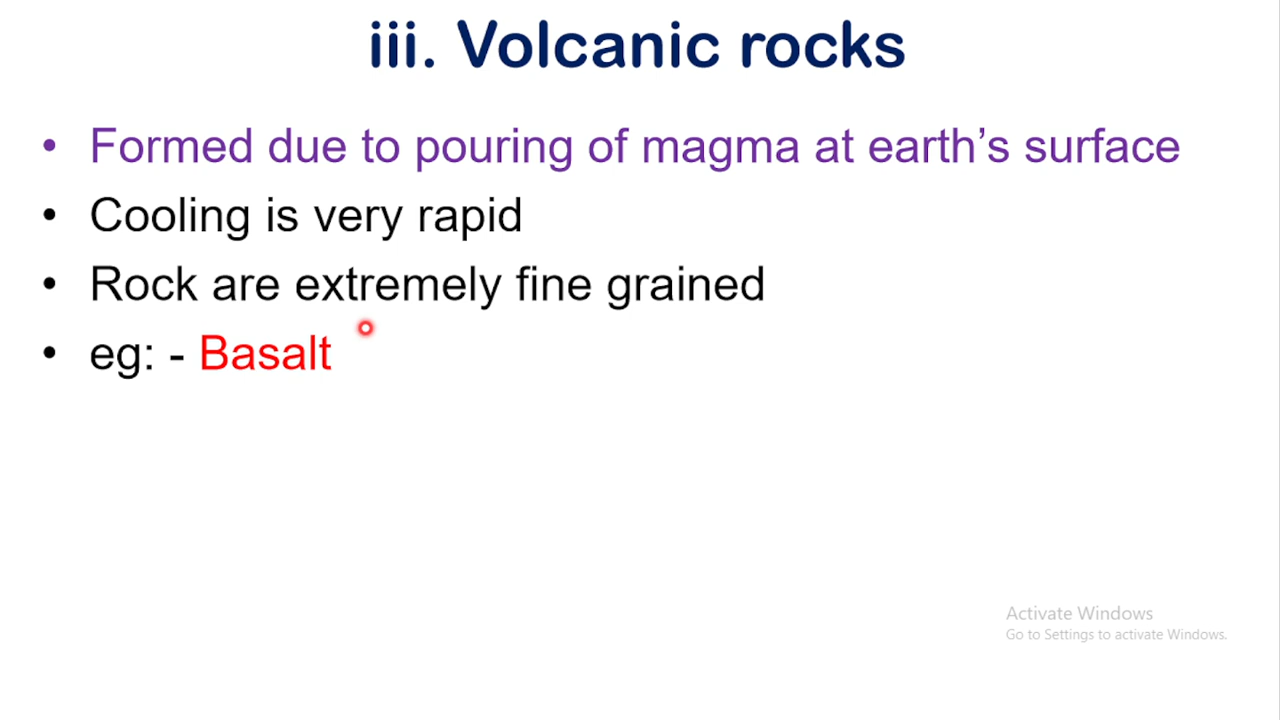 iii. Volcanic rocks
• Formed due to pouring of magma at earth’s surface
• Cooling is very rapid
• Rock are extremely fine grained
• eg: - Basalt
Activate Windows
Go to Settings to activate Windows.